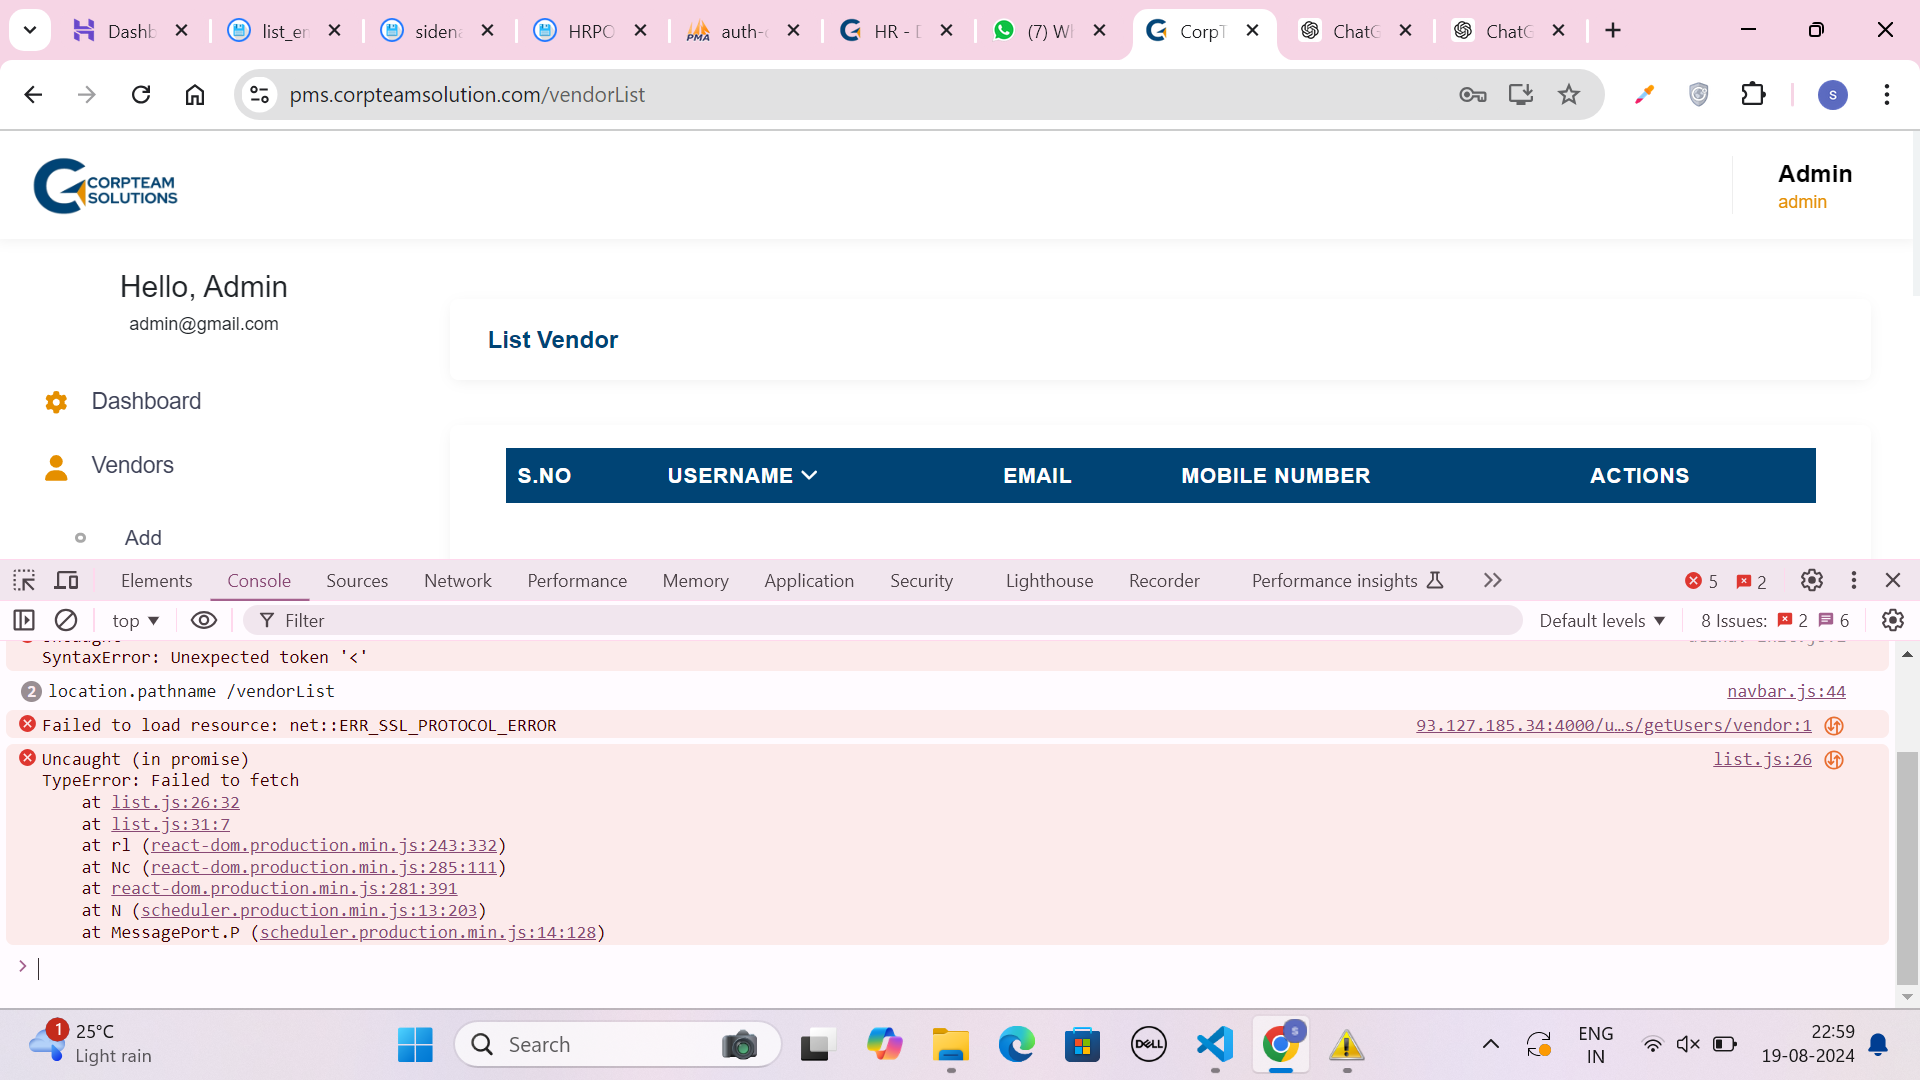 Dashb
list_en
sidena
HRPO
auth-
HR - D
(7) Wh
CorpT
ChatG
ChatG
pms.corpteamsolution.com/vendorList
s
CORPTEAM
SOLUTIONS
Admin
admin
Hello, Admin
admin@gmail.com
List Vendor
Dashboard
Vendors
S.NO USERNAME EMAIL MOBILE NUMBER ACTIONS
Add
Elements Console Sources Network Performance Memory Application Security Lighthouse Recorder Performance insights 5 2
top Filter Default levels 8 Issues: 2 6
SyntaxError: Unexpected token '<'
2 location.pathname /vendorList navbar.js:44
Failed to load resource: net::ERR_SSL_PROTOCOL_ERROR 93.127.185.34:4000/u…s/getUsers/vendor:1
Uncaught (in promise) list.js:26
TypeError: Failed to fetch
at list.js:26:32
at list.js:31:7
at rl (react-dom.production.min.js:243:332)
at Nc (react-dom.production.min.js:285:111)
at react-dom.production.min.js:281:391
at N (scheduler.production.min.js:13:203)
at MessagePort.P (scheduler.production.min.js:14:128)
1
25°C
Light rain
Search
DELL
s
ENG
IN
22:59
19-08-2024